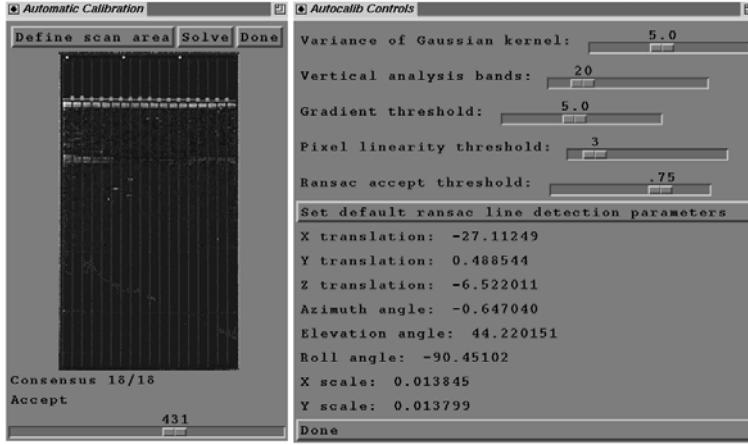 Automatic Calibration
Define scan area Solve Done
Consensus 18/18
Accept
431
Autocalib Controls
Variance of Gaussian kernel: 5.0
Vertical analysis bands: 20
Gradient threshold: 5.0
Pixel linearity threshold: 3
Ransac accept threshold: .75
Set default ransac line detection parameters
X translation: -27.11249
Y translation: 0.488544
Z translation: -6.522011
Azimuth angle: -0.647040
Elevation angle: 44.220151
Roll angle: -90.45102
X scale: 0.013845
Y scale: 0.013799
Done